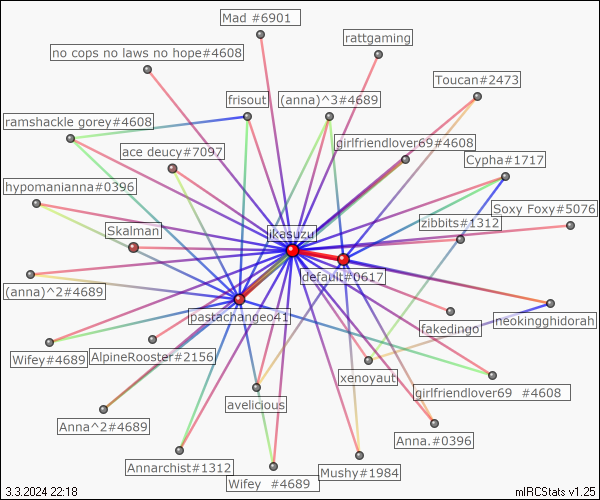 Mad #6901
rattgaming
no cops no laws no hope#4608
Toucan#2473
frisout
(anna)^3#4689
ramshackle gorey#4608
girlfriendlover69#4608
ace deucy#7097
Cypha#1717
hypomanianna#0396
Soxy Foxy#5076
zibbits#1312
Skalman
ikasuzu
default#0617
(anna)^2#4689
pastachangeo41
neokingghidorah
fakedingo
Wifey#4689
AlpineRooster#2156
xenoyaut
girlfriendlover69 #4608
avelicious
Anna^2#4689
Anna.#0396
Annarchist#1312
Mushy#1984
Wifey #4689
3.3.2024 22:18
mIRCStats v1.25